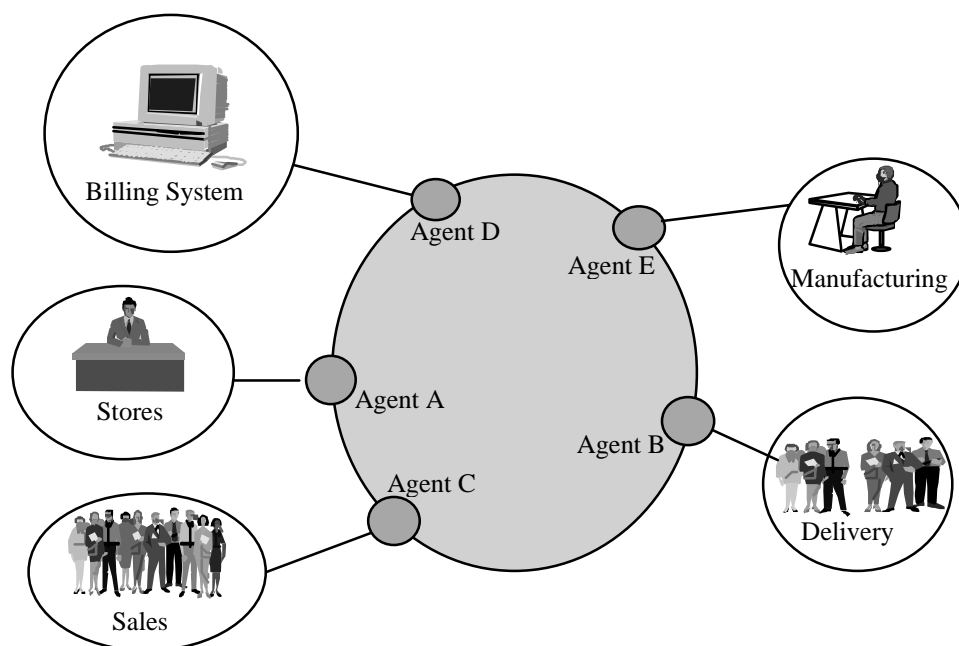 Billing System
Agent D
Agent E
Manufacturing
Stores
Agent A
Agent B
Agent C
Delivery
Sales